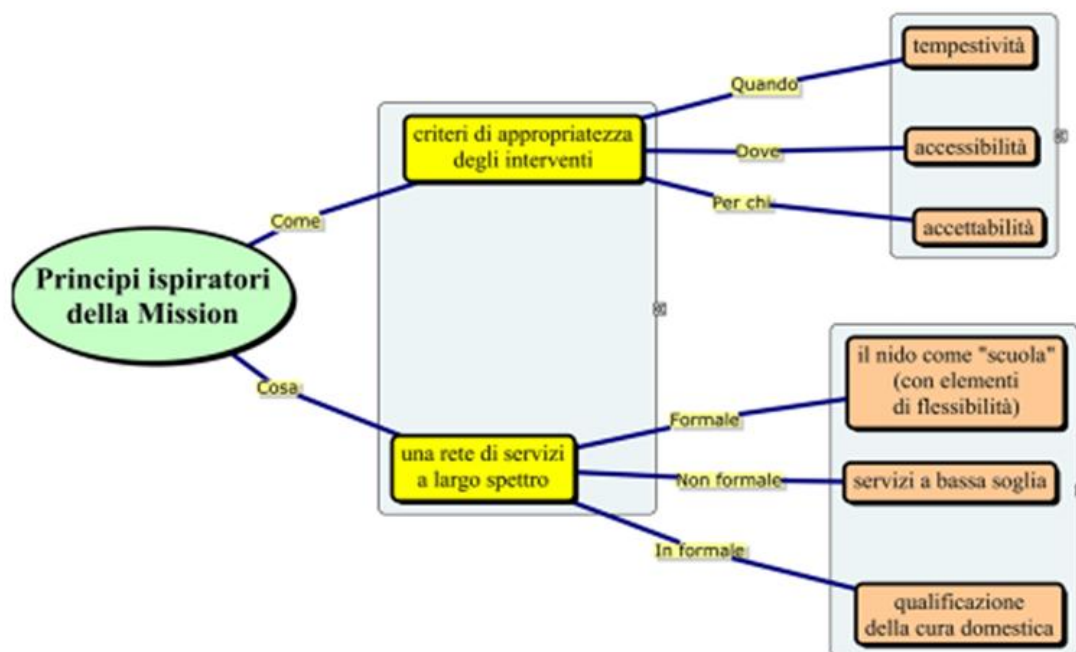 Principi ispiratori
della Mission
Come
criteri di appropriatezza
degli interventi
Quando
tempestività
Dove
accessibilità
Per chi
accettabilità
Cosa
una rete di servizi
a largo spettro
Formale
il nido come "scuola"
(con elementi
di flessibilità)
Non formale
servizi a bassa soglia
In formale
qualificazione
della cura domestica